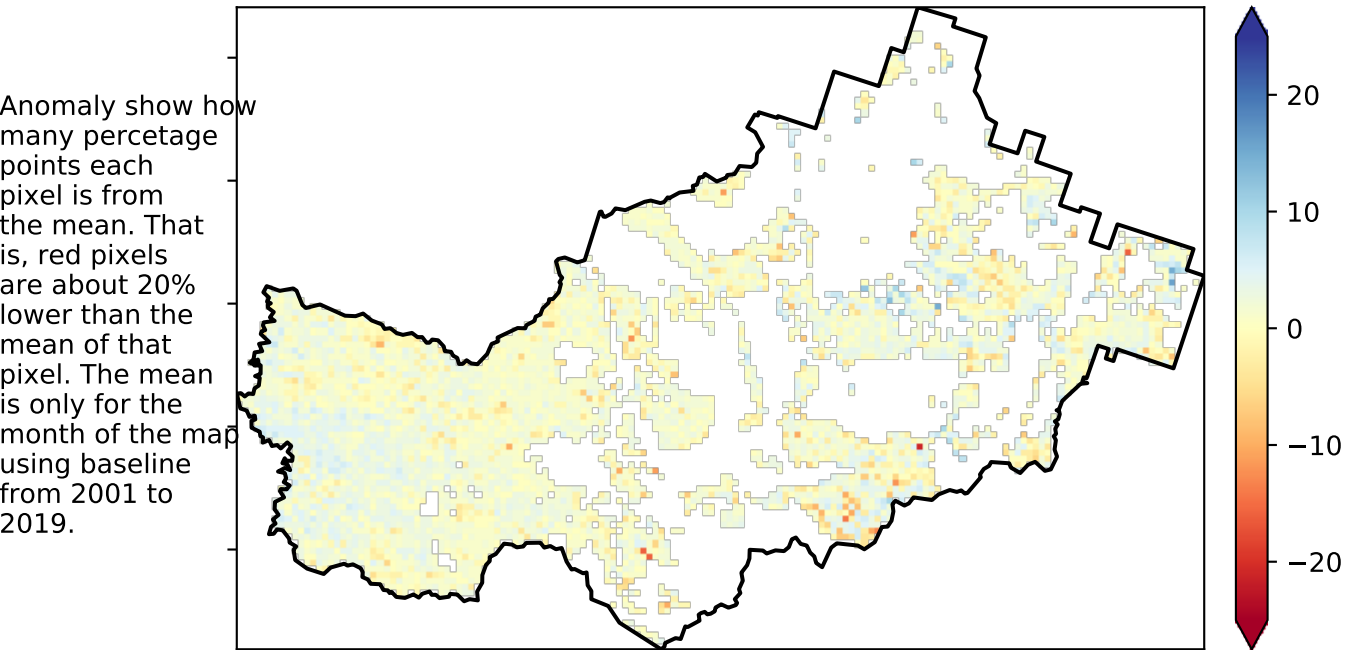 Anomaly show how
many percetage
points each
pixel is from
the mean. That
is, red pixels
are about 20%
lower than the
mean of that
pixel. The mean
is only for the
month of the map
using baseline
from 2001 to
2019.
20
10
0
−10
−20